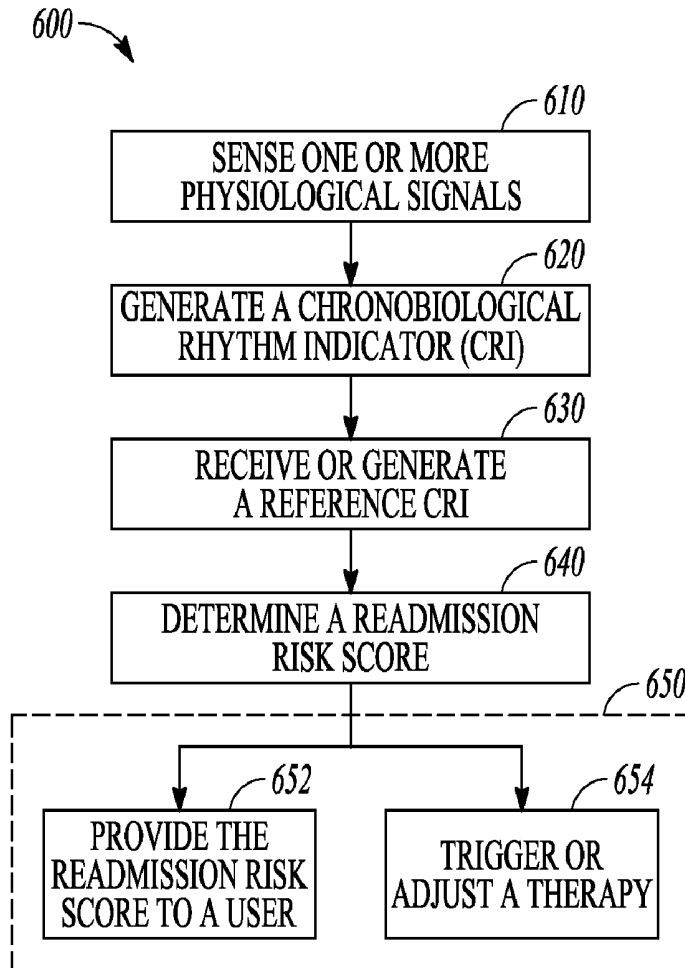 600
610
SENSE ONE OR MORE
PHYSIOLOGICAL SIGNALS
620
GENERATE A CHRONOBIOLOGICAL
RHYTHM INDICATOR (CRI)
630
RECEIVE OR GENERATE
A REFERENCE CRI
640
DETERMINE A READMISSION
RISK SCORE
650
652
PROVIDE THE
READMISSION RISK
SCORE TO A USER
654
TRIGGER OR
ADJUST A THERAPY